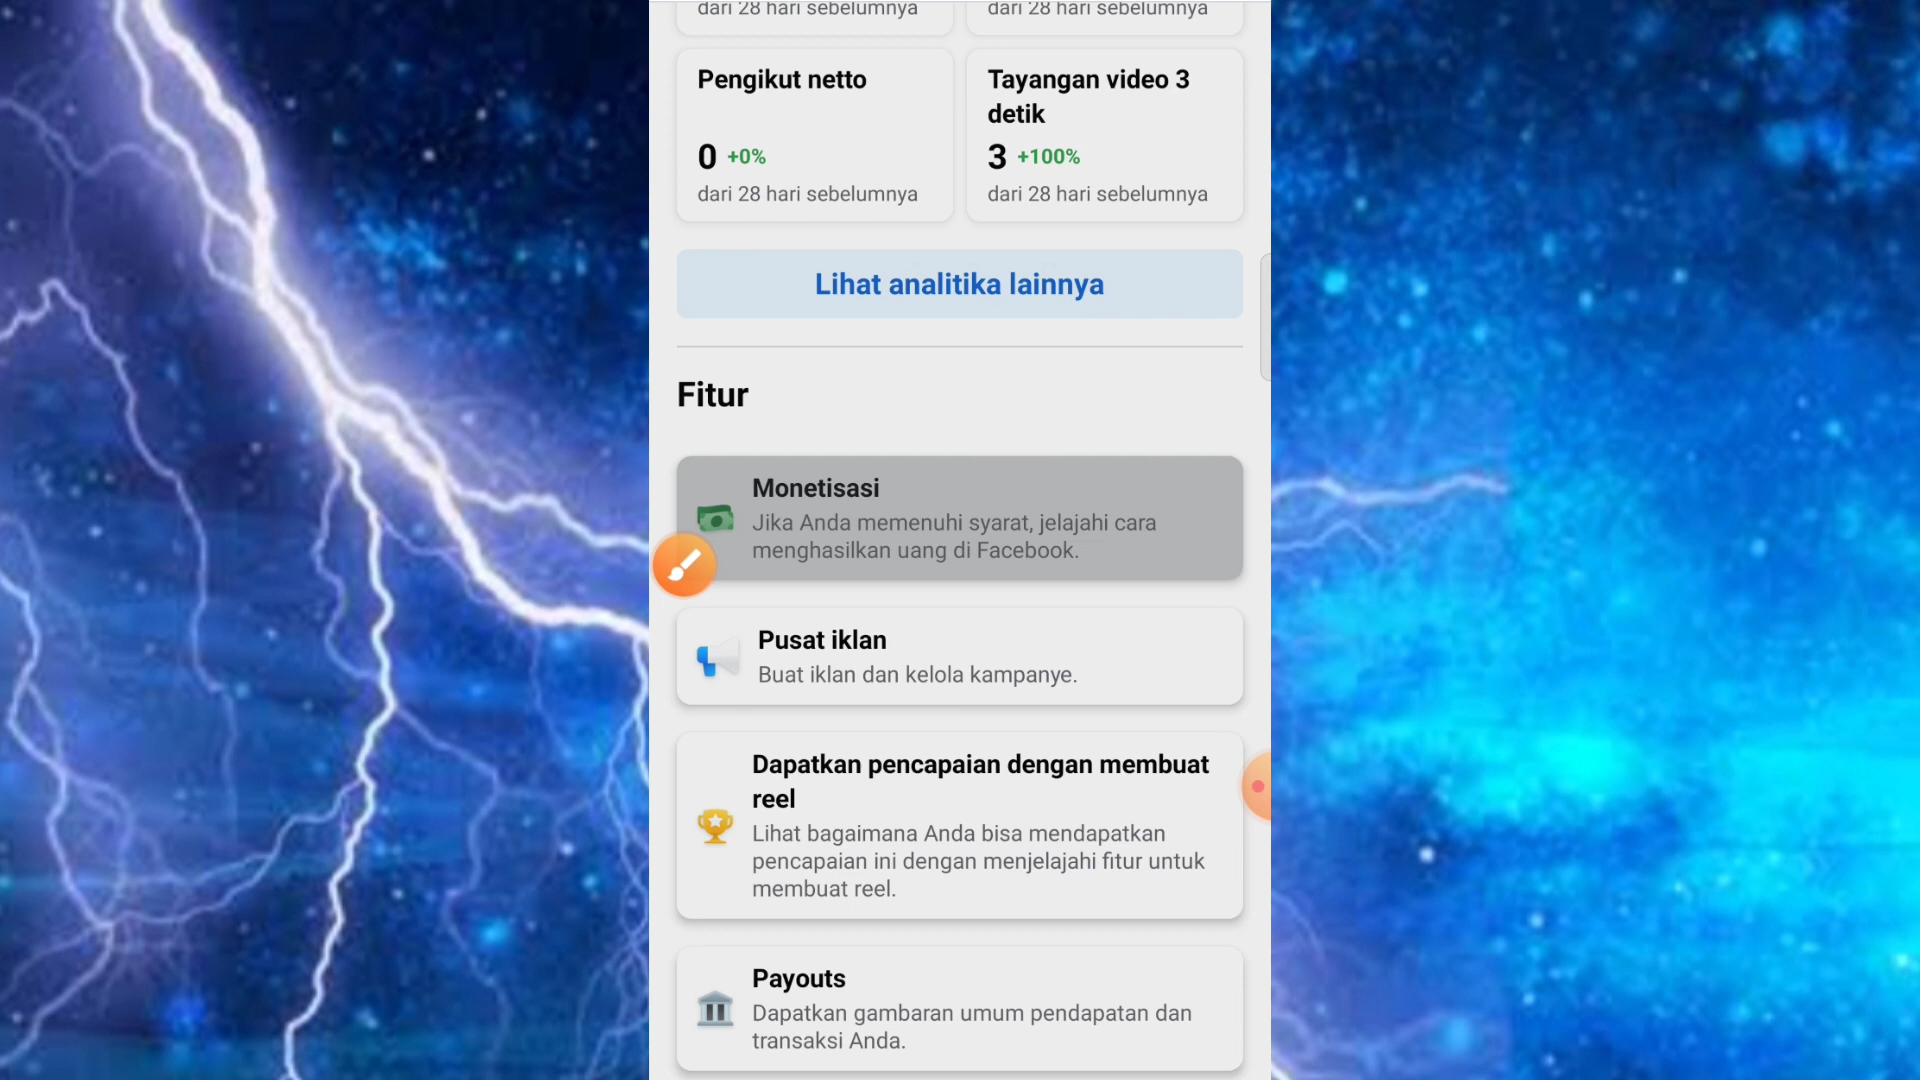 dari 28 hari sebelumnya
dari 28 hari sebelumnya
Pengikut netto
0 +0%
dari 28 hari sebelumnya
Tayangan video 3
detik
3 +100%
dari 28 hari sebelumnya
Lihat analitika lainnya
Fitur
Monetisasi
Jika Anda memenuhi syarat, jelajahi cara
menghasilkan uang di Facebook.
Pusat iklan
Buat iklan dan kelola kampanye.
Dapatkan pencapaian dengan membuat
reel
Lihat bagaimana Anda bisa mendapatkan
pencapaian ini dengan menjelajahi fitur untuk
membuat reel.
Payouts
Dapatkan gambaran umum pendapatan dan
transaksi Anda.